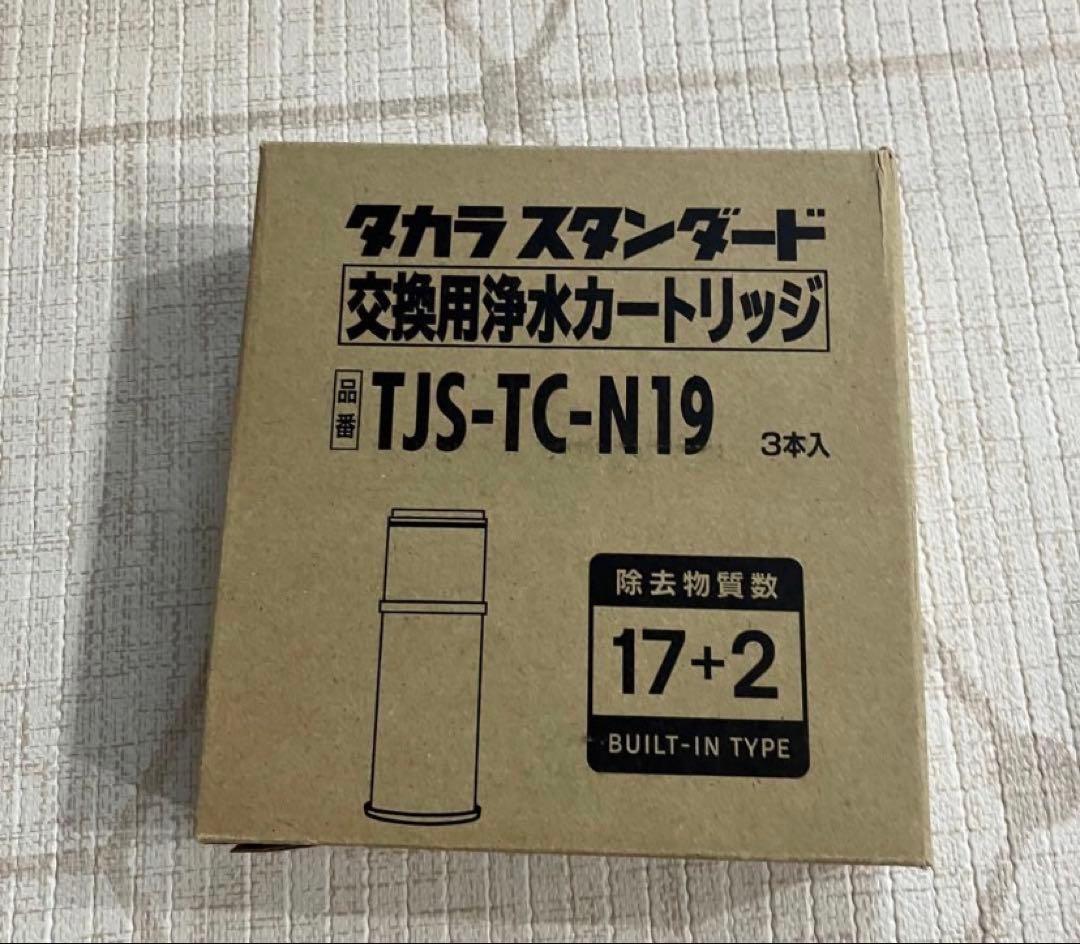 タカラスタンダード
交換用浄水カートリッジ
品番 TJS-TC-N19 3本入
除去物質数
17+2
BUILT-IN TYPE